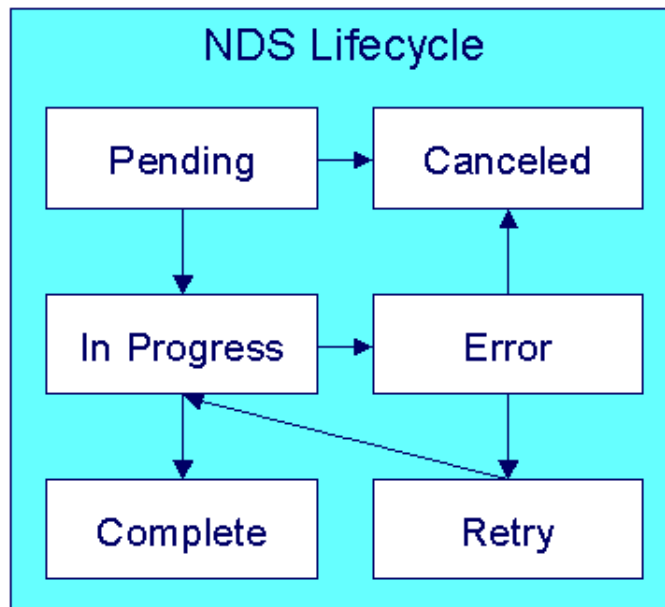 NDS Lifecycle
Pending
Canceled
In Progress
Error
Complete
Retry